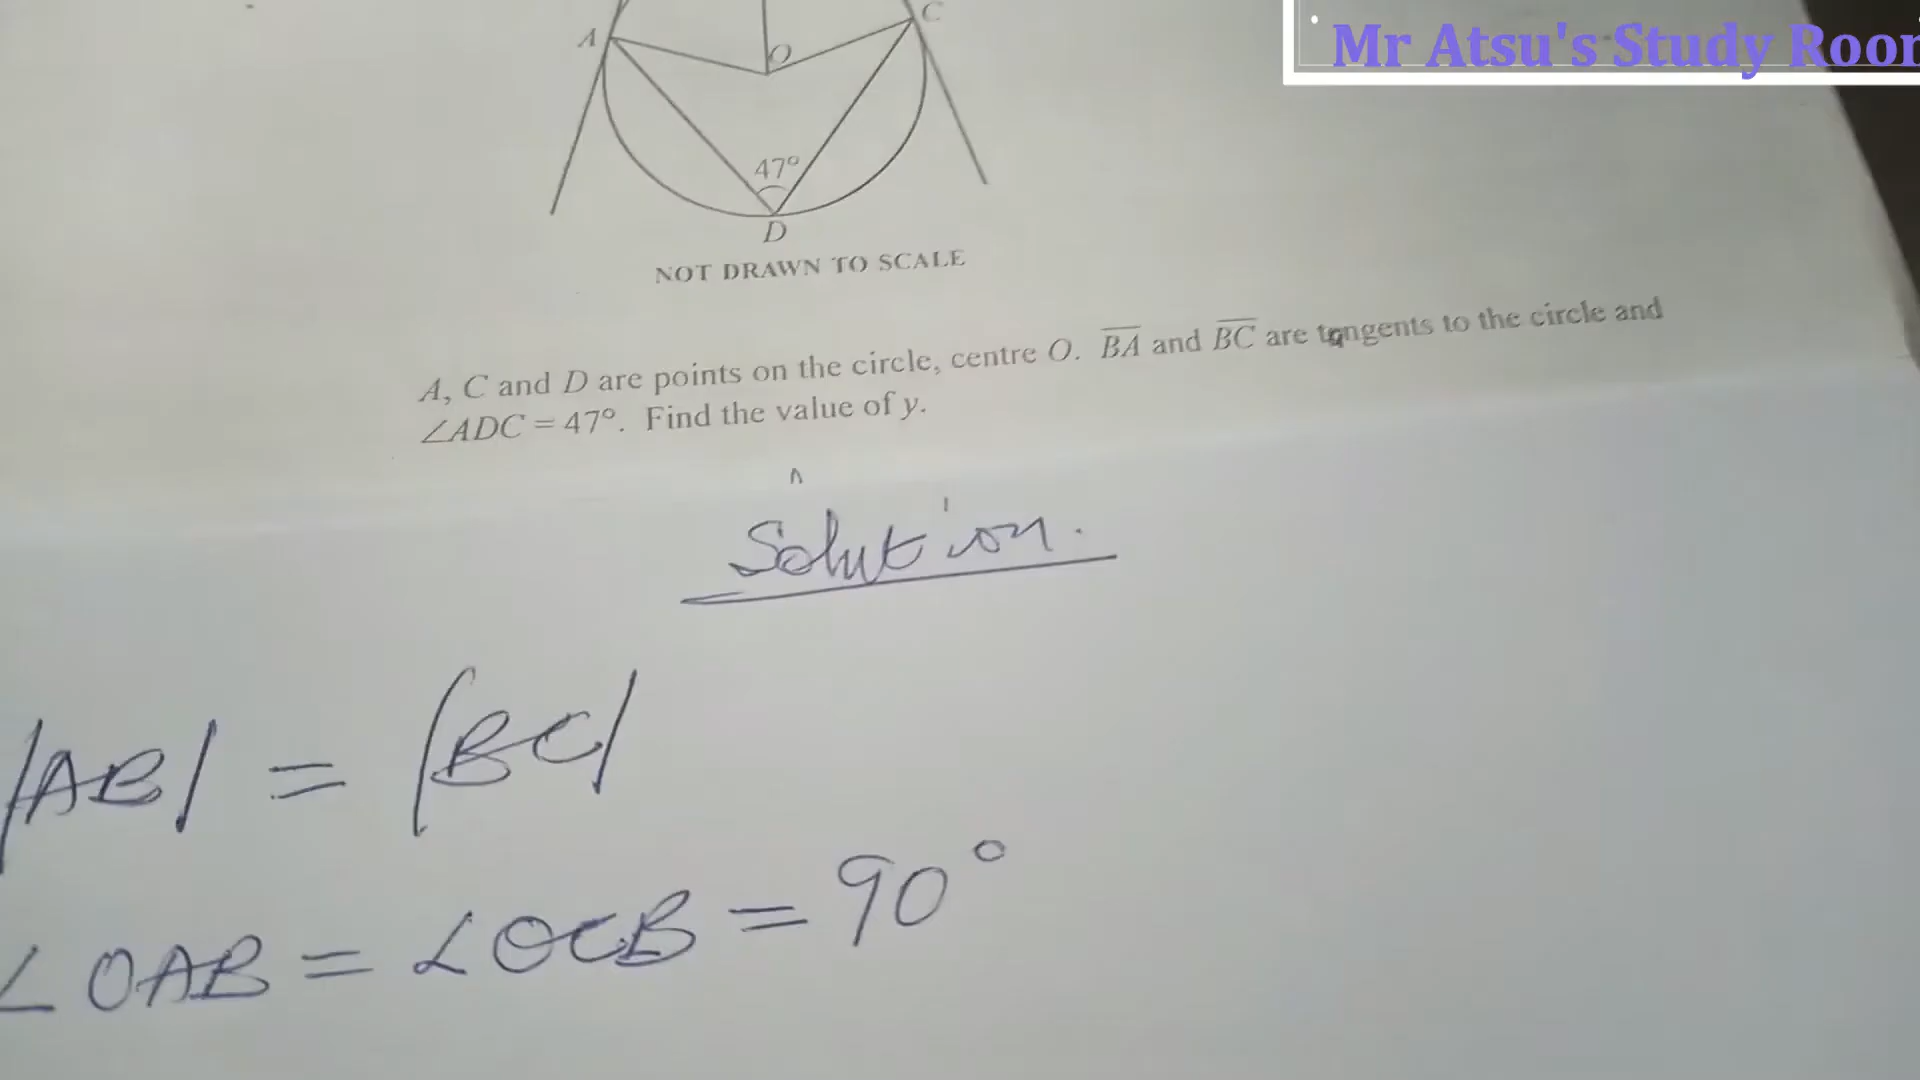 Mr Atsu's Study Roo
A
C
O
47°
D
NOT DRAWN TO SCALE
A, C and D are points on the circle, centre O. BA and BC are tangents to the circle and
∠ADC = 47°. Find the value of y.
Solution.
|AB| = |BC|
∠OAB = ∠OCB = 90°